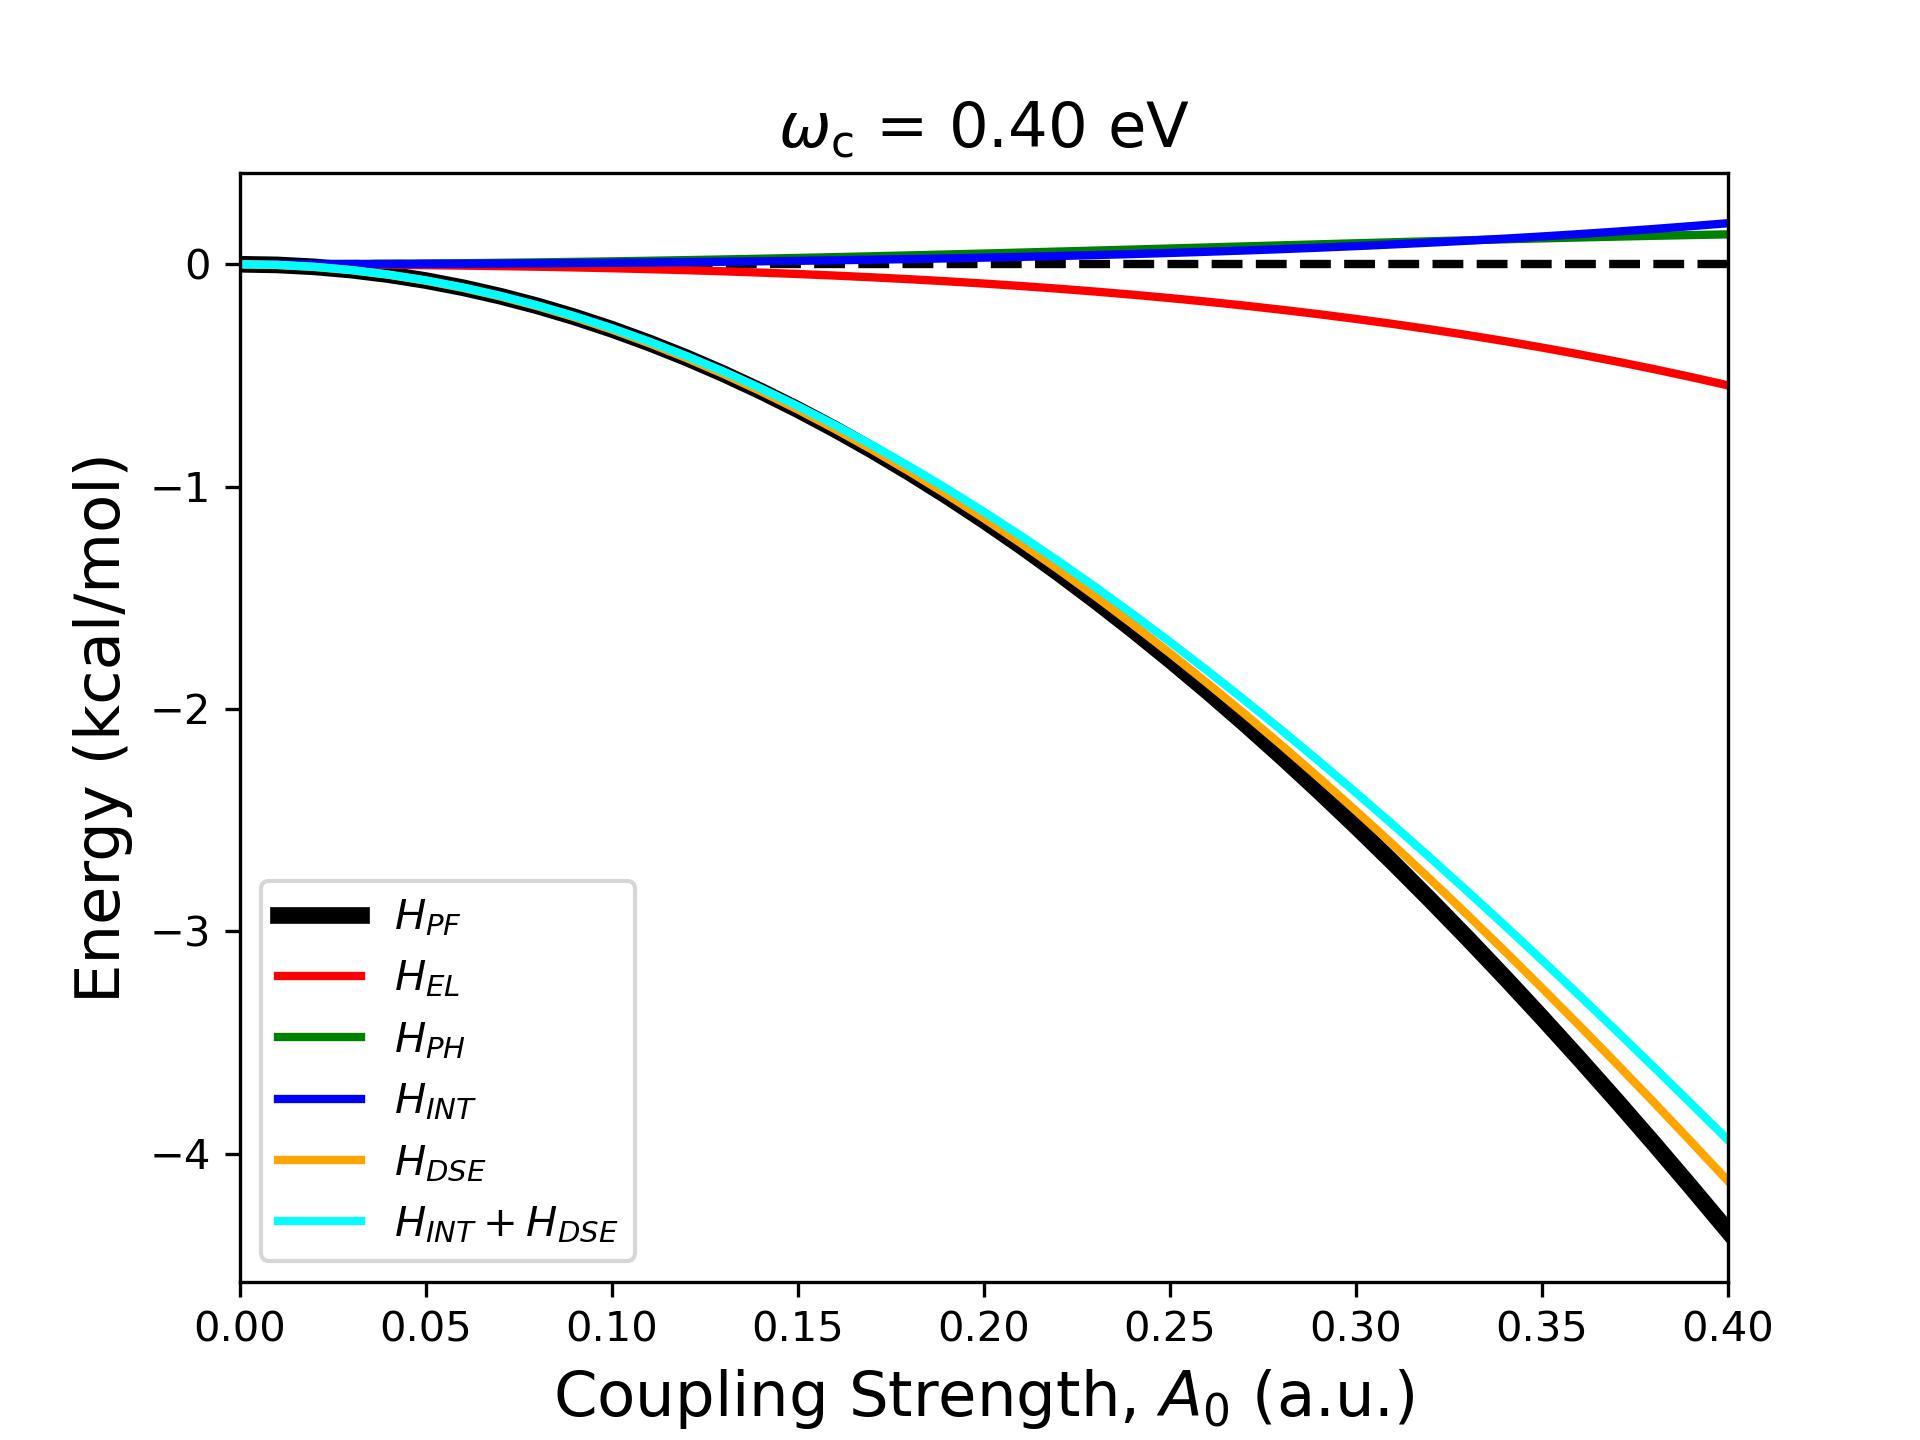 ω_c = 0.40 eV
Energy (kcal/mol)
0
−1
−2
−3
−4
H_PF
H_EL
H_PH
H_INT
H_DSE
H_INT + H_DSE
0.00 0.05 0.10 0.15 0.20 0.25 0.30 0.35 0.40
Coupling Strength, A_0 (a.u.)